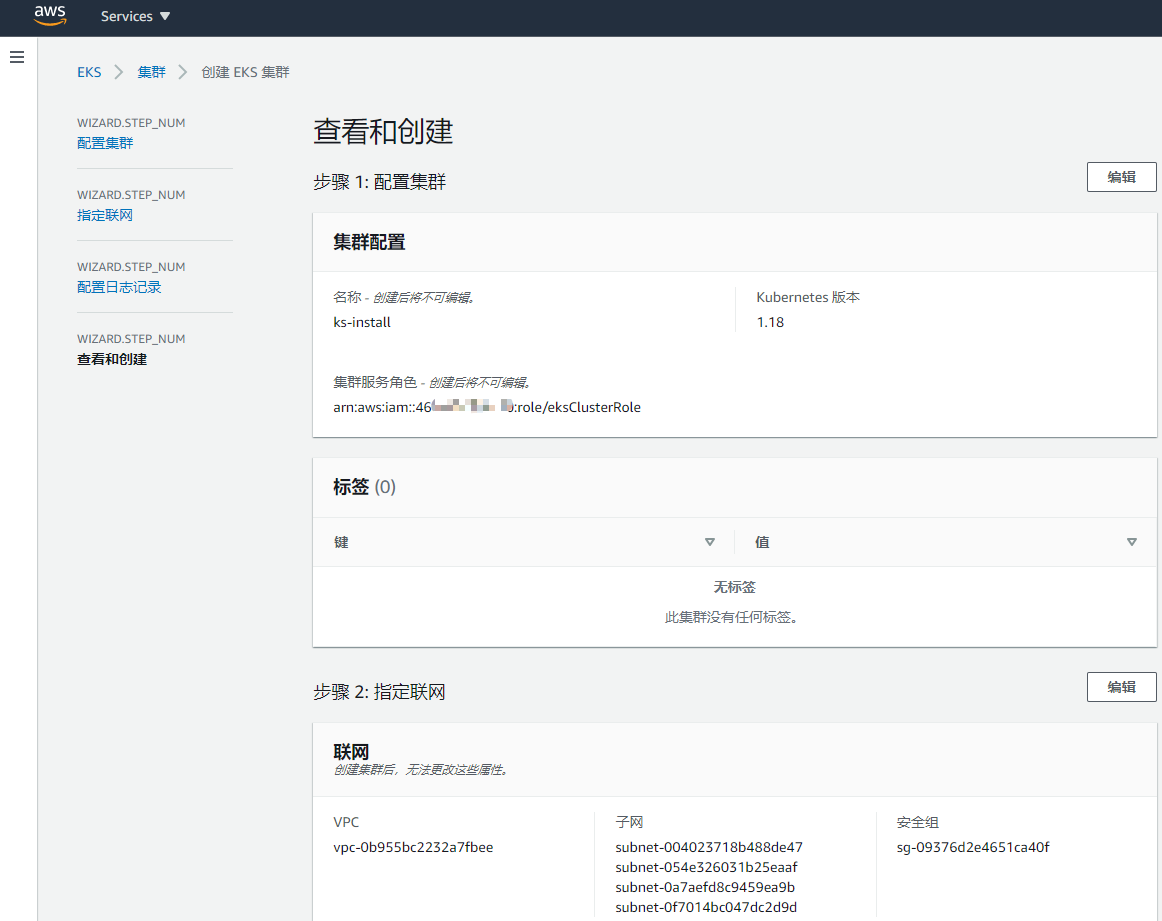 aws
Services
EKS
集群
创建 EKS 集群
WIZARD.STEP_NUM
配置集群
WIZARD.STEP_NUM
指定联网
WIZARD.STEP_NUM
配置日志记录
WIZARD.STEP_NUM
查看和创建
查看和创建
步骤 1: 配置集群
编辑
集群配置
名称 - 创建后将不可编辑。
ks-install
Kubernetes 版本
1.18
集群服务角色 - 创建后将不可编辑。
arn:aws:iam::46 :role/eksClusterRole
标签 (0)
键
值
无标签
此集群没有任何标签。
步骤 2: 指定联网
编辑
联网
创建集群后，无法更改这些属性。
VPC
vpc-0b955bc2232a7fbee
子网
subnet-004023718b488de47
subnet-054e326031b25eaaf
subnet-0a7aefd8c9459ea9b
subnet-0f7014bc047dc2d9d
安全组
sg-09376d2e4651ca40f